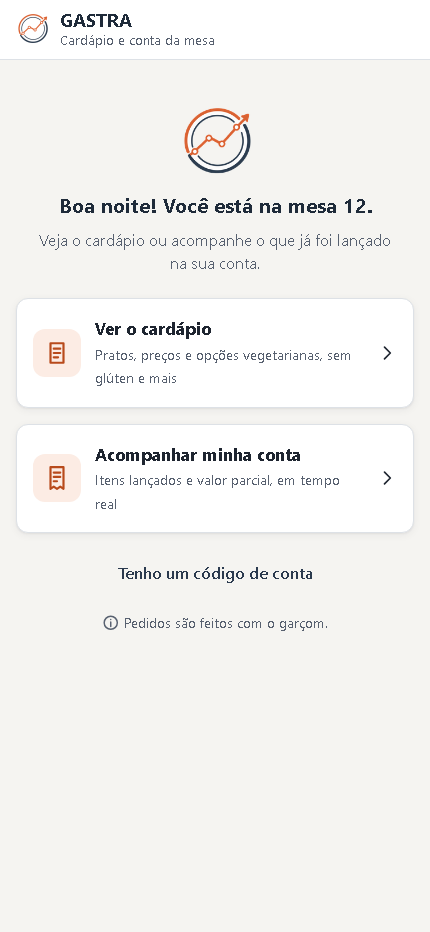 GASTRA
Cardápio e conta da mesa
Boa noite! Você está na mesa 12.
Veja o cardápio ou acompanhe o que já foi lançado
na sua conta.
Ver o cardápio
Pratos, preços e opções vegetarianas, sem
glúten e mais
Acompanhar minha conta
Itens lançados e valor parcial, em tempo
real
Tenho um código de conta
Pedidos são feitos com o garçom.